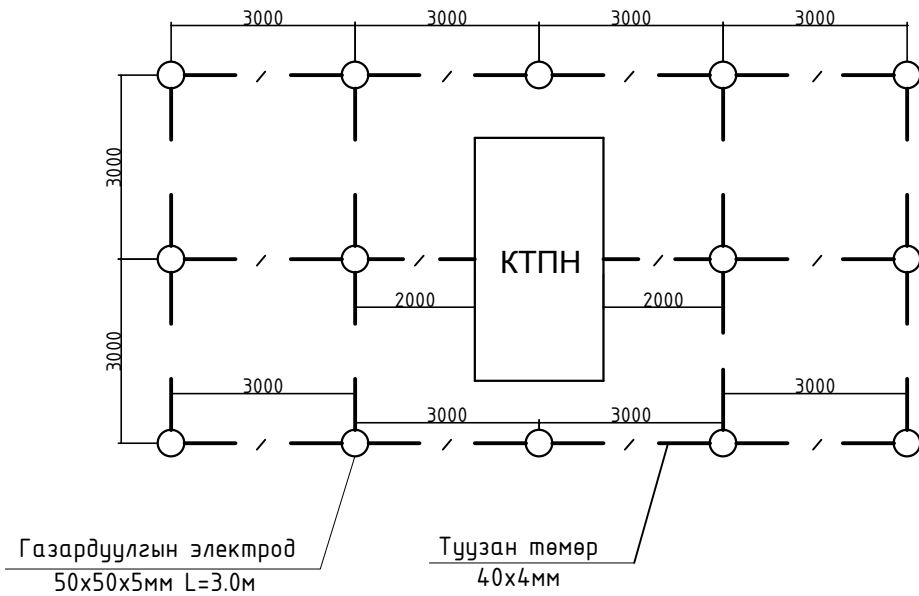 3000 3000 3000 3000
3000
КТПН
2000 2000
3000
3000 3000
3000 3000
Газардуулгын электрод
50x50x5мм L=3.0м
Туузан төмөр
40x4мм